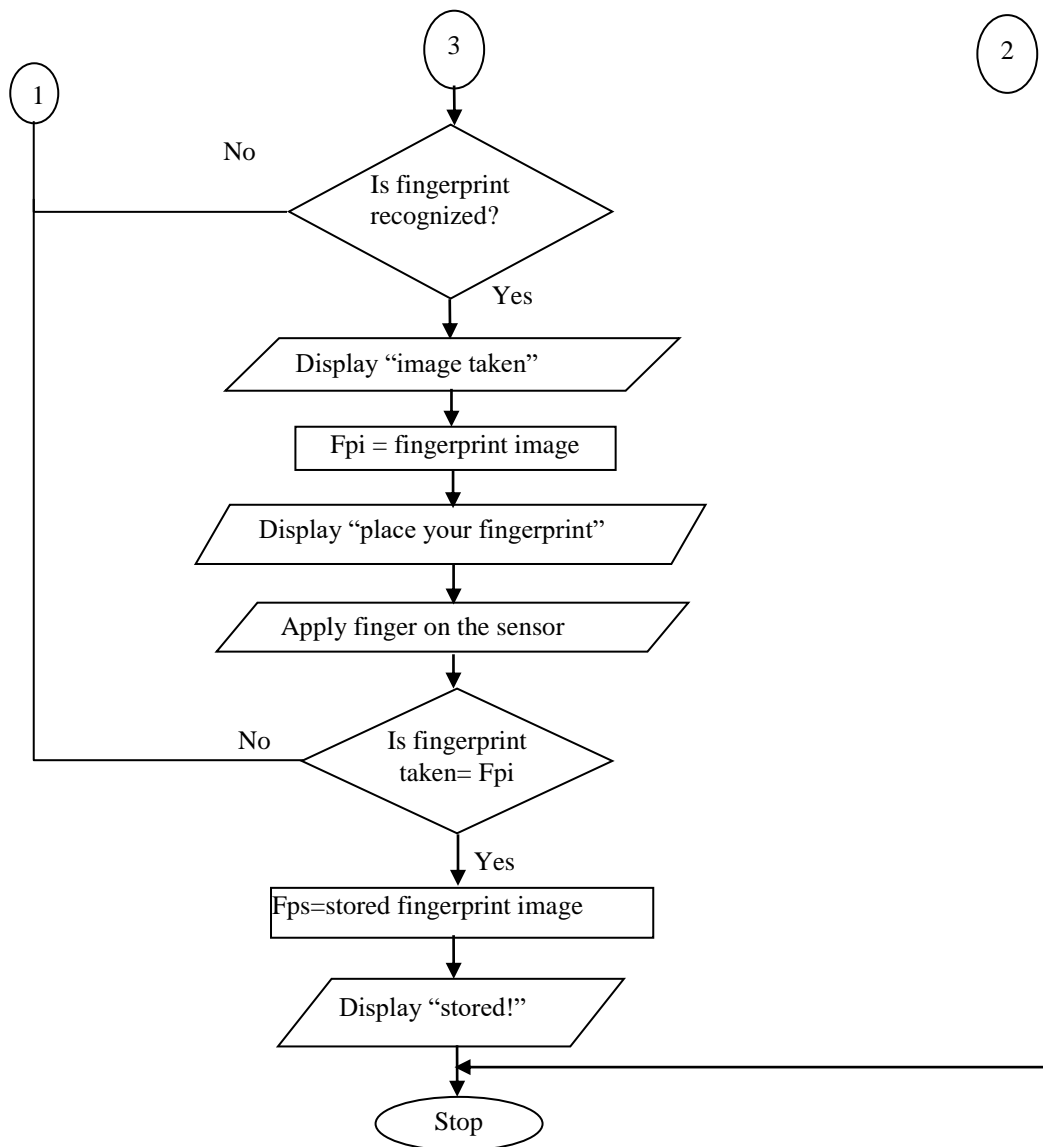 3
2
1
No
Is fingerprint
recognized?
Yes
Display “image taken”
Fpi = fingerprint image
Display “place your fingerprint”
Apply finger on the sensor
No
Is fingerprint
taken= Fpi
Yes
Fps=stored fingerprint image
Display “stored!”
Stop